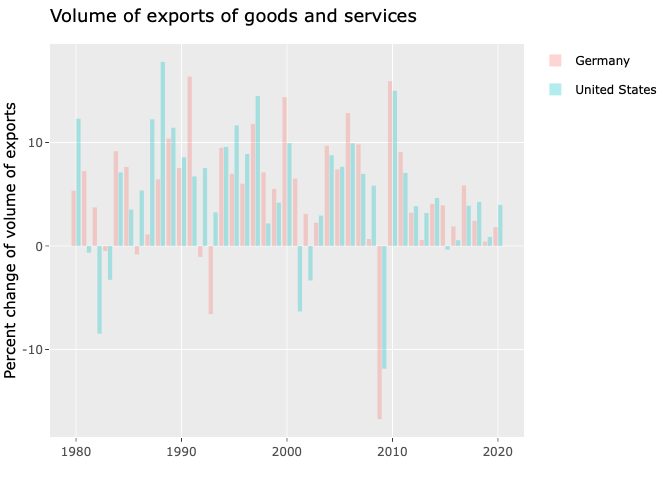 Volume of exports of goods and services
Germany
United States
Percent change of volume of exports
10
0
-10
1980
1990
2000
2010
2020